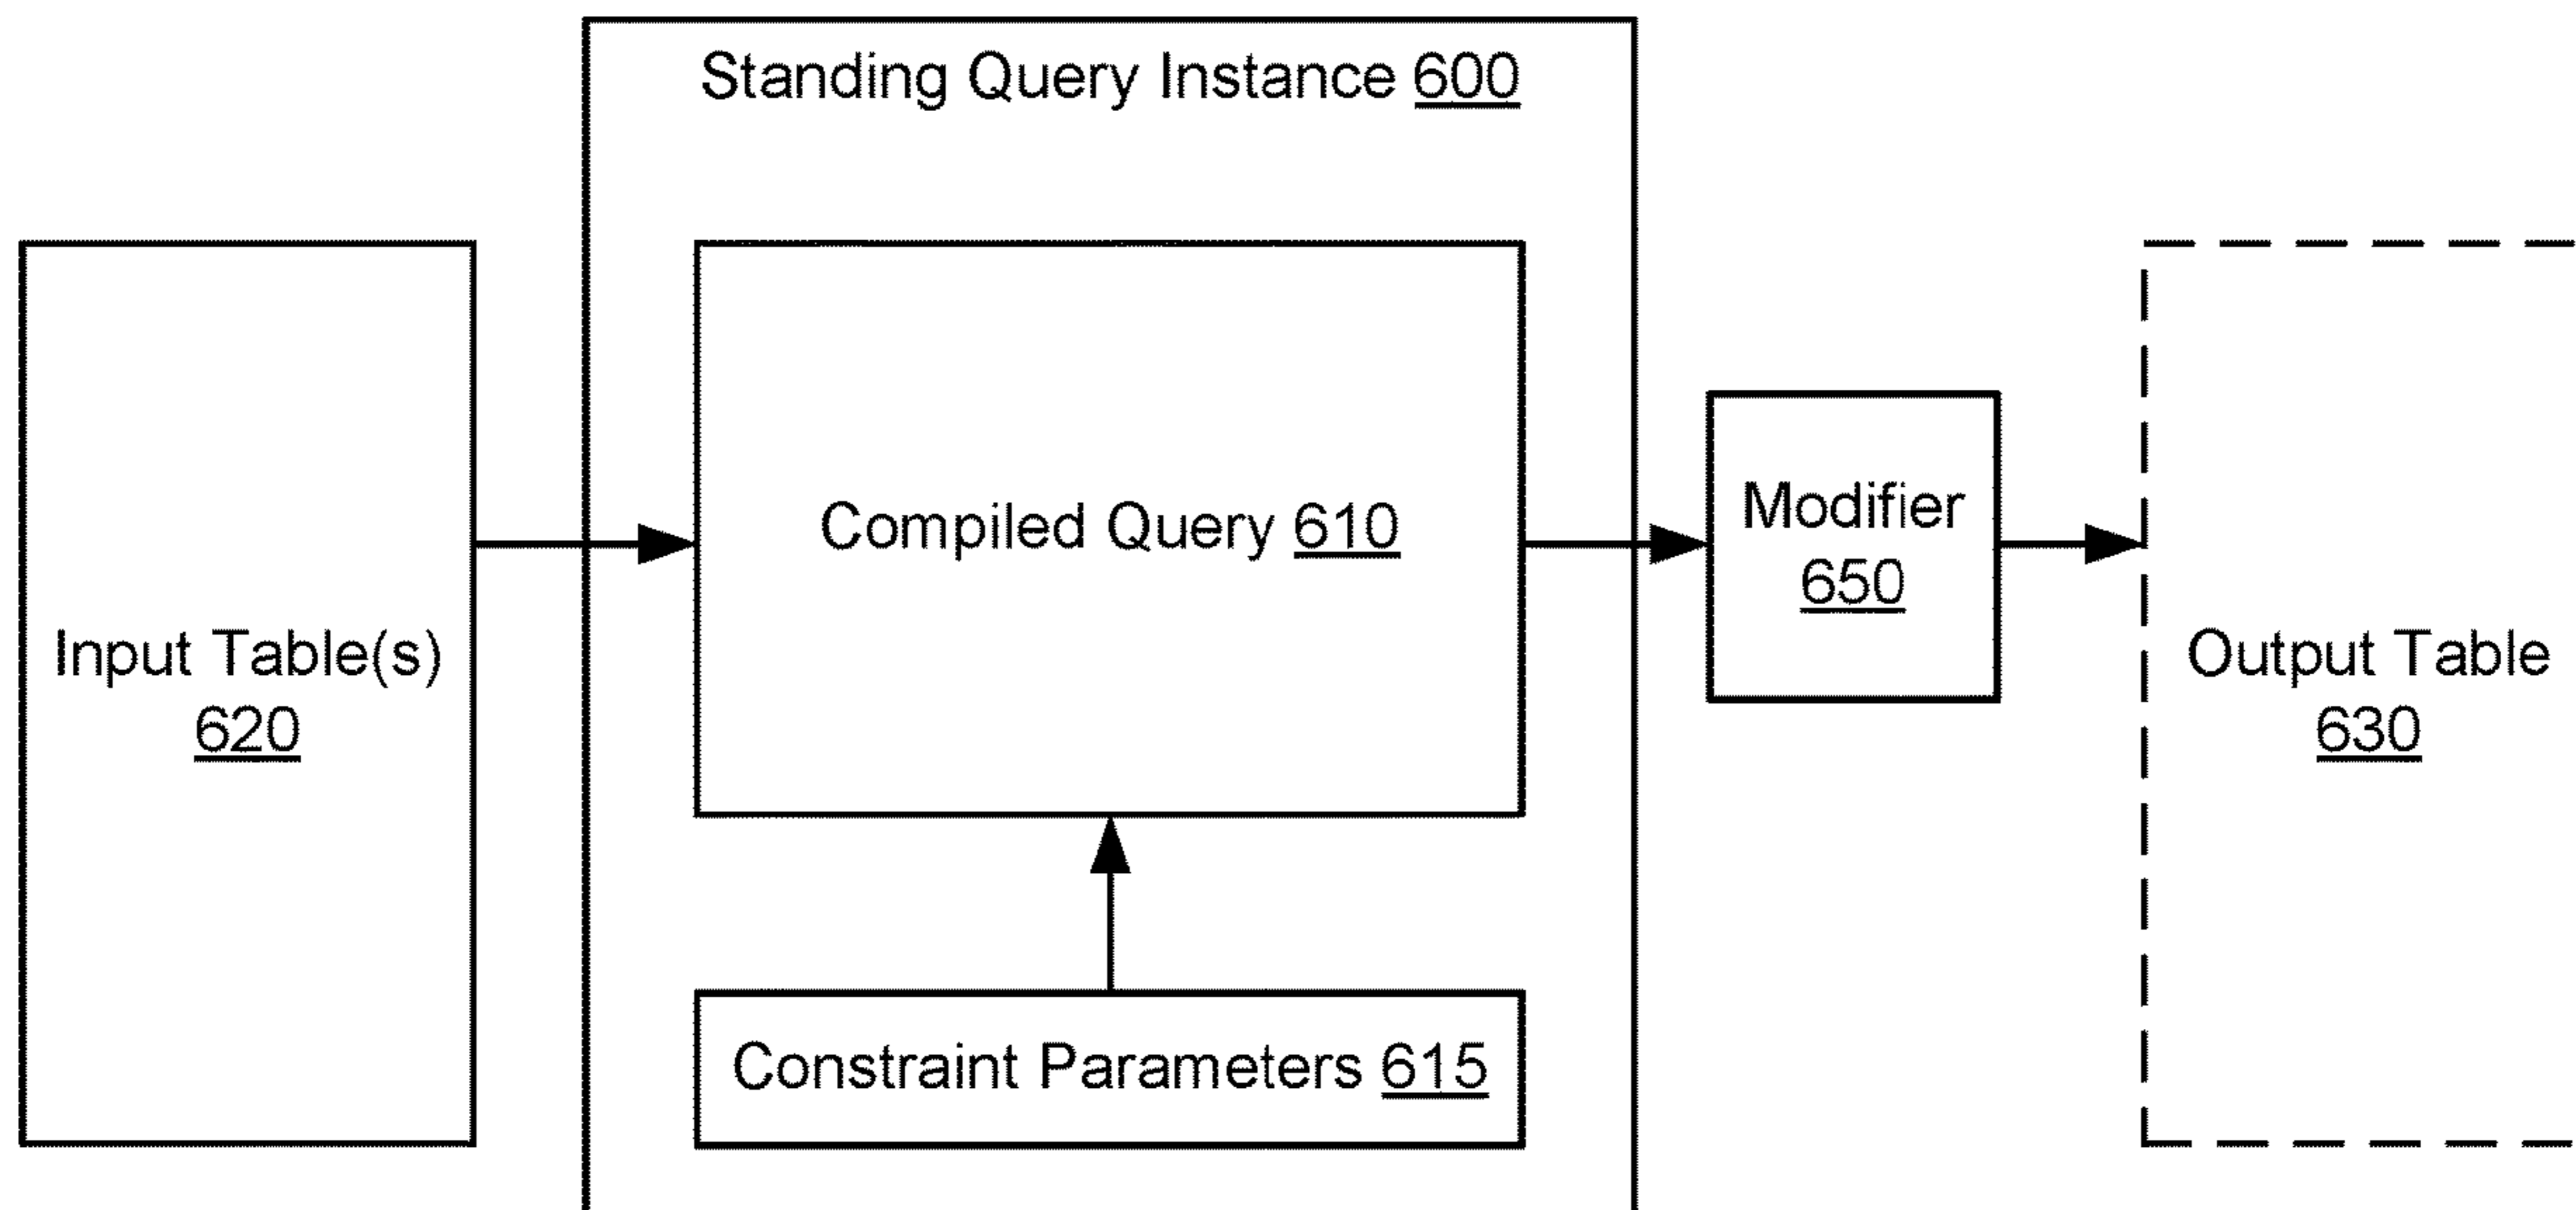 Standing Query Instance 600
Input Table(s)
620
Compiled Query 610
Constraint Parameters 615
Modifier
650
Output Table
630